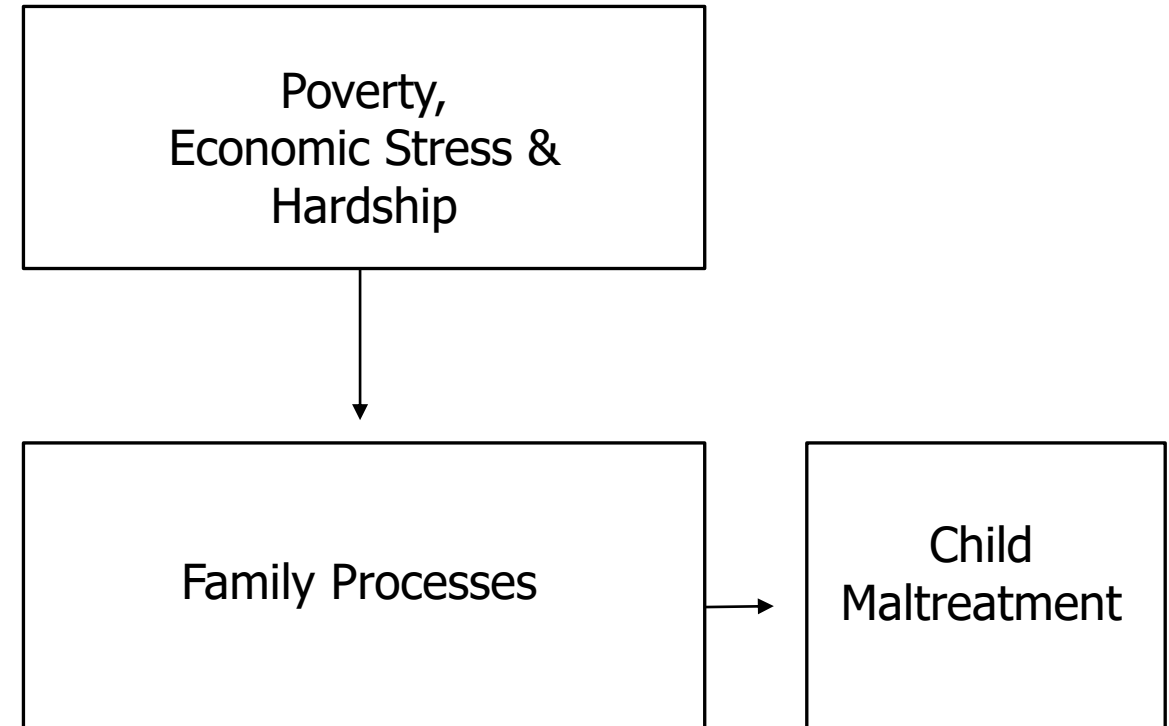 Poverty,
Economic Stress &
Hardship
Family Processes
Child
Maltreatment